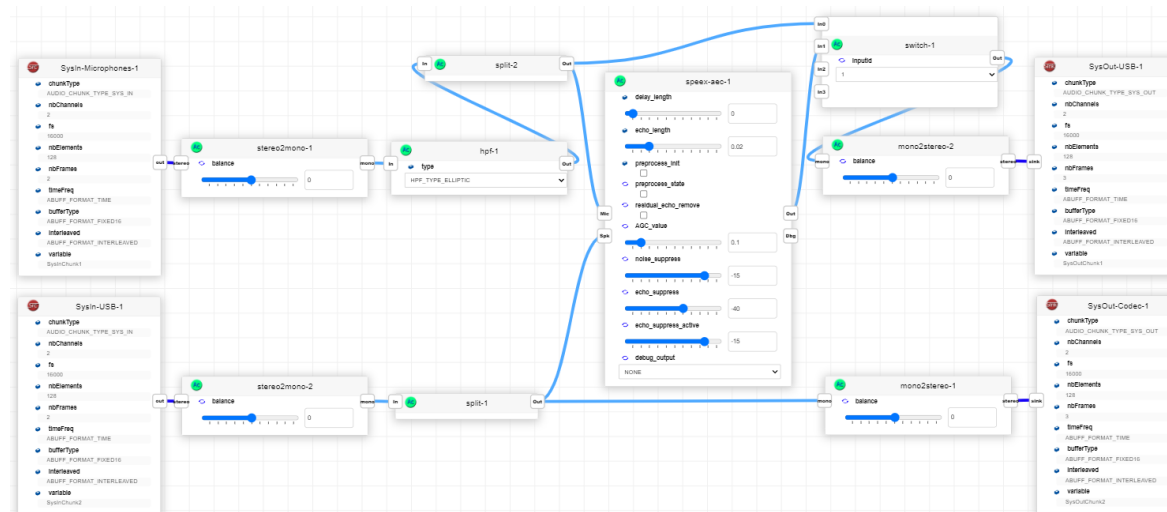 SysIn-Microphones-1
chunkType
AUDIO_CHUNK_TYPE_SYS_IN
nbChannels
2
fs
16000
nbElements
128
nbFrames
2
timeFreq
ABUFF_FORMAT_TIME
bufferType
ABUFF_FORMAT_FIXED16
interleaved
ABUFF_FORMAT_INTERLEAVED
variable
SysInChunk1
out
stereo
stereo2mono-1
balance
0
mono
In
hpf-1
type
HPF_TYPE_ELLIPTIC
Out
In
split-2
Out
speex-aec-1
delay_length
0
echo_length
0.02
preprocess_init
preprocess_state
residual_echo_remove
AGC_value
0.1
noise_suppress
-15
echo_suppress
-40
echo_suppress_active
-15
debug_output
NONE
Mic
Spk
Out
Bkg
In0
In1
In2
In3
switch-1
inputId
1
Out
mono
mono2stereo-2
balance
0
stereo
sink
SysOut-USB-1
chunkType
AUDIO_CHUNK_TYPE_SYS_OUT
nbChannels
2
fs
16000
nbElements
128
nbFrames
3
timeFreq
ABUFF_FORMAT_TIME
bufferType
ABUFF_FORMAT_FIXED16
interleaved
ABUFF_FORMAT_INTERLEAVED
variable
SysOutChunk1
SysIn-USB-1
chunkType
AUDIO_CHUNK_TYPE_SYS_IN
nbChannels
2
fs
16000
nbElements
128
nbFrames
2
timeFreq
ABUFF_FORMAT_TIME
bufferType
ABUFF_FORMAT_FIXED16
interleaved
ABUFF_FORMAT_INTERLEAVED
variable
SysInChunk2
out
stereo
stereo2mono-2
balance
0
mono
In
split-1
Out
mono
mono2stereo-1
balance
0
stereo
sink
SysOut-Codec-1
chunkType
AUDIO_CHUNK_TYPE_SYS_OUT
nbChannels
2
fs
16000
nbElements
128
nbFrames
3
timeFreq
ABUFF_FORMAT_TIME
bufferType
ABUFF_FORMAT_FIXED16
interleaved
ABUFF_FORMAT_INTERLEAVED
variable
SysOutChunk2